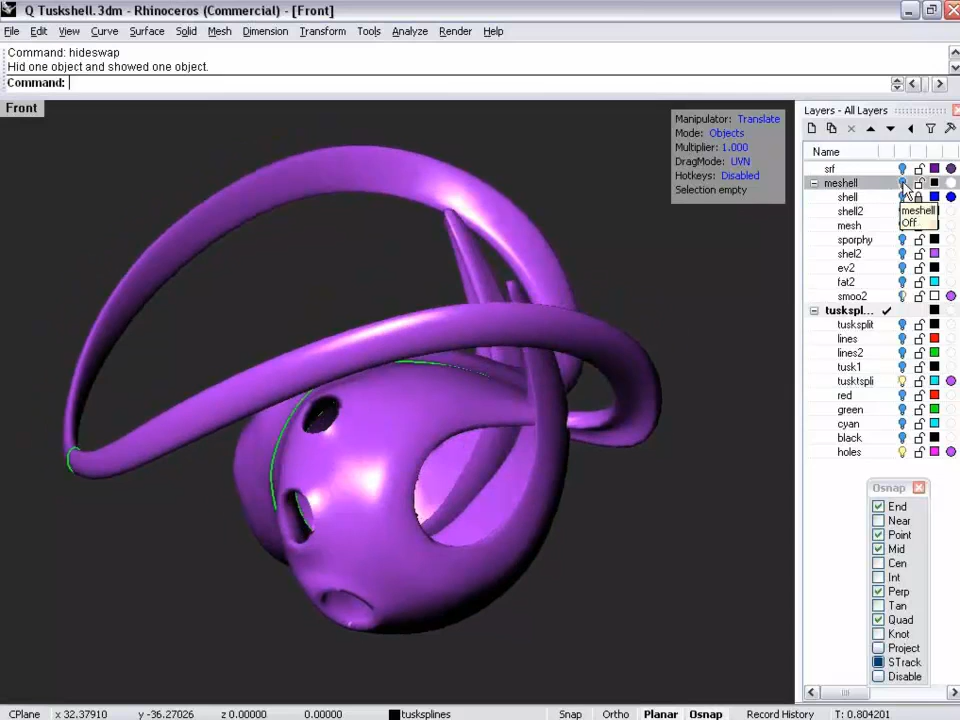 Q Tuskshell.3dm - Rhinoceros (Commercial) - [Front]
File Edit View Curve Surface Solid Mesh Dimension Transform Tools Analyze Render Help
Command: hideswap
Hid one object and showed one object.
Command:
Front
Manipulator: Translate
Mode: Objects
Multiplier: 1.000
DragMode: UVN
Hotkeys: Disabled
Selection empty
Layers - All Layers
Name
srf
meshell
shell
shell2
meshell
Off
mesh
sporphy
shel2
ev2
fat2
smoo2
tuskspl...
tusksplit
lines
lines2
tusk1
tusktspli
red
green
cyan
black
holes
Osnap
End
Near
Point
Mid
Cen
Int
Perp
Tan
Quad
Knot
Project
STrack
Disable
CPlane x 32.37910 y -36.27026 z 0.00000 0.00000 tusksplines Snap Ortho Planar Osnap Record History T: 0.804201